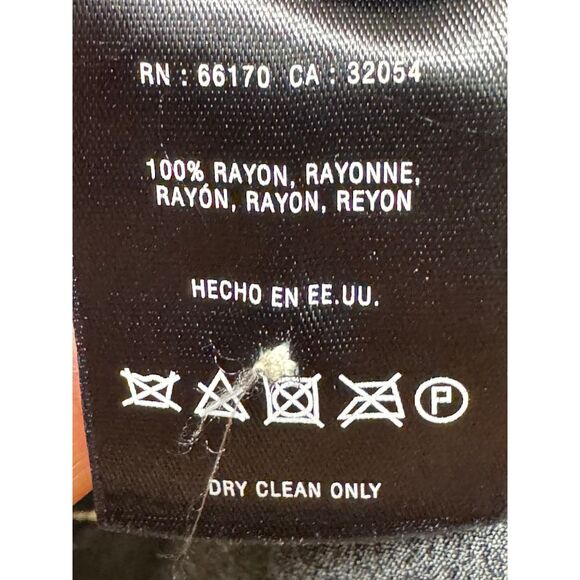 RN : 66170 CA : 32054
100% RAYON, RAYONNE,
RAYÓN, RAYON, REYON
HECHO EN EE.UU.
P
DRY CLEAN ONLY